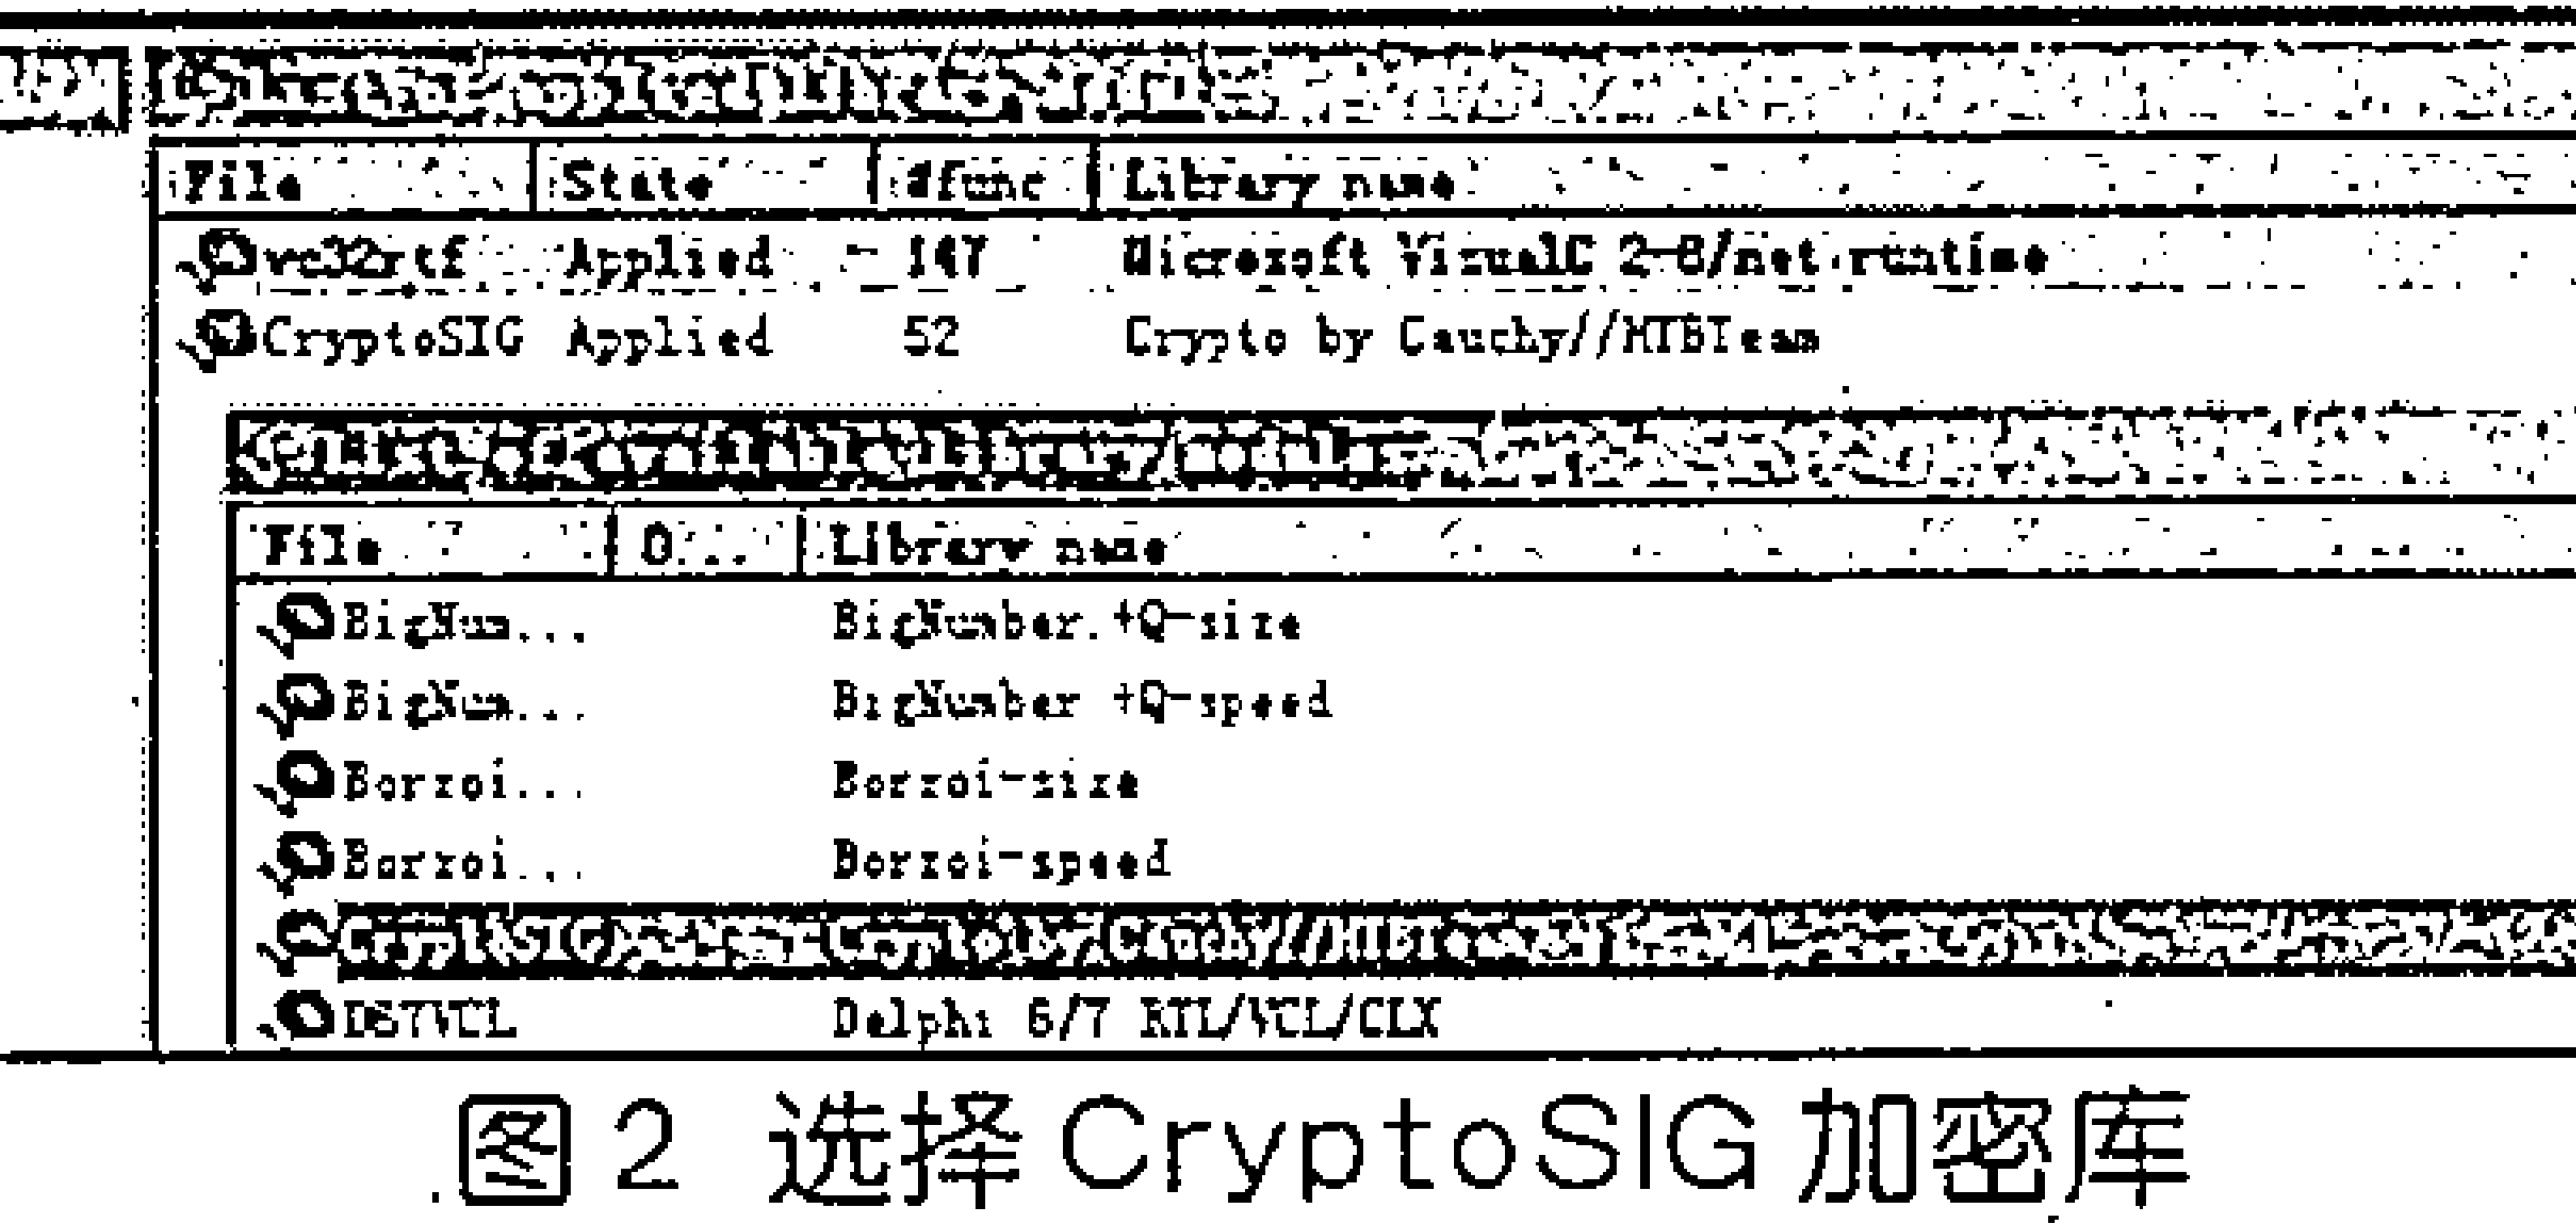 File State #func Library name
vc32rtf Applied 147 Microsoft VisualC 2-8/net runtime
CryptoSIG Applied 52 Crypto by Cauchy//MTBTeam
File O... Library name
BigNum... BigNumber +Q-size
BigNum... BigNumber +Q-speed
Borzoi... Borzoi-size
Borzoi... Borzoi-speed
D67VCL Delphi 6/7 RTL/VCL/CLX
图 2 选择 CryptoSIG 加密库